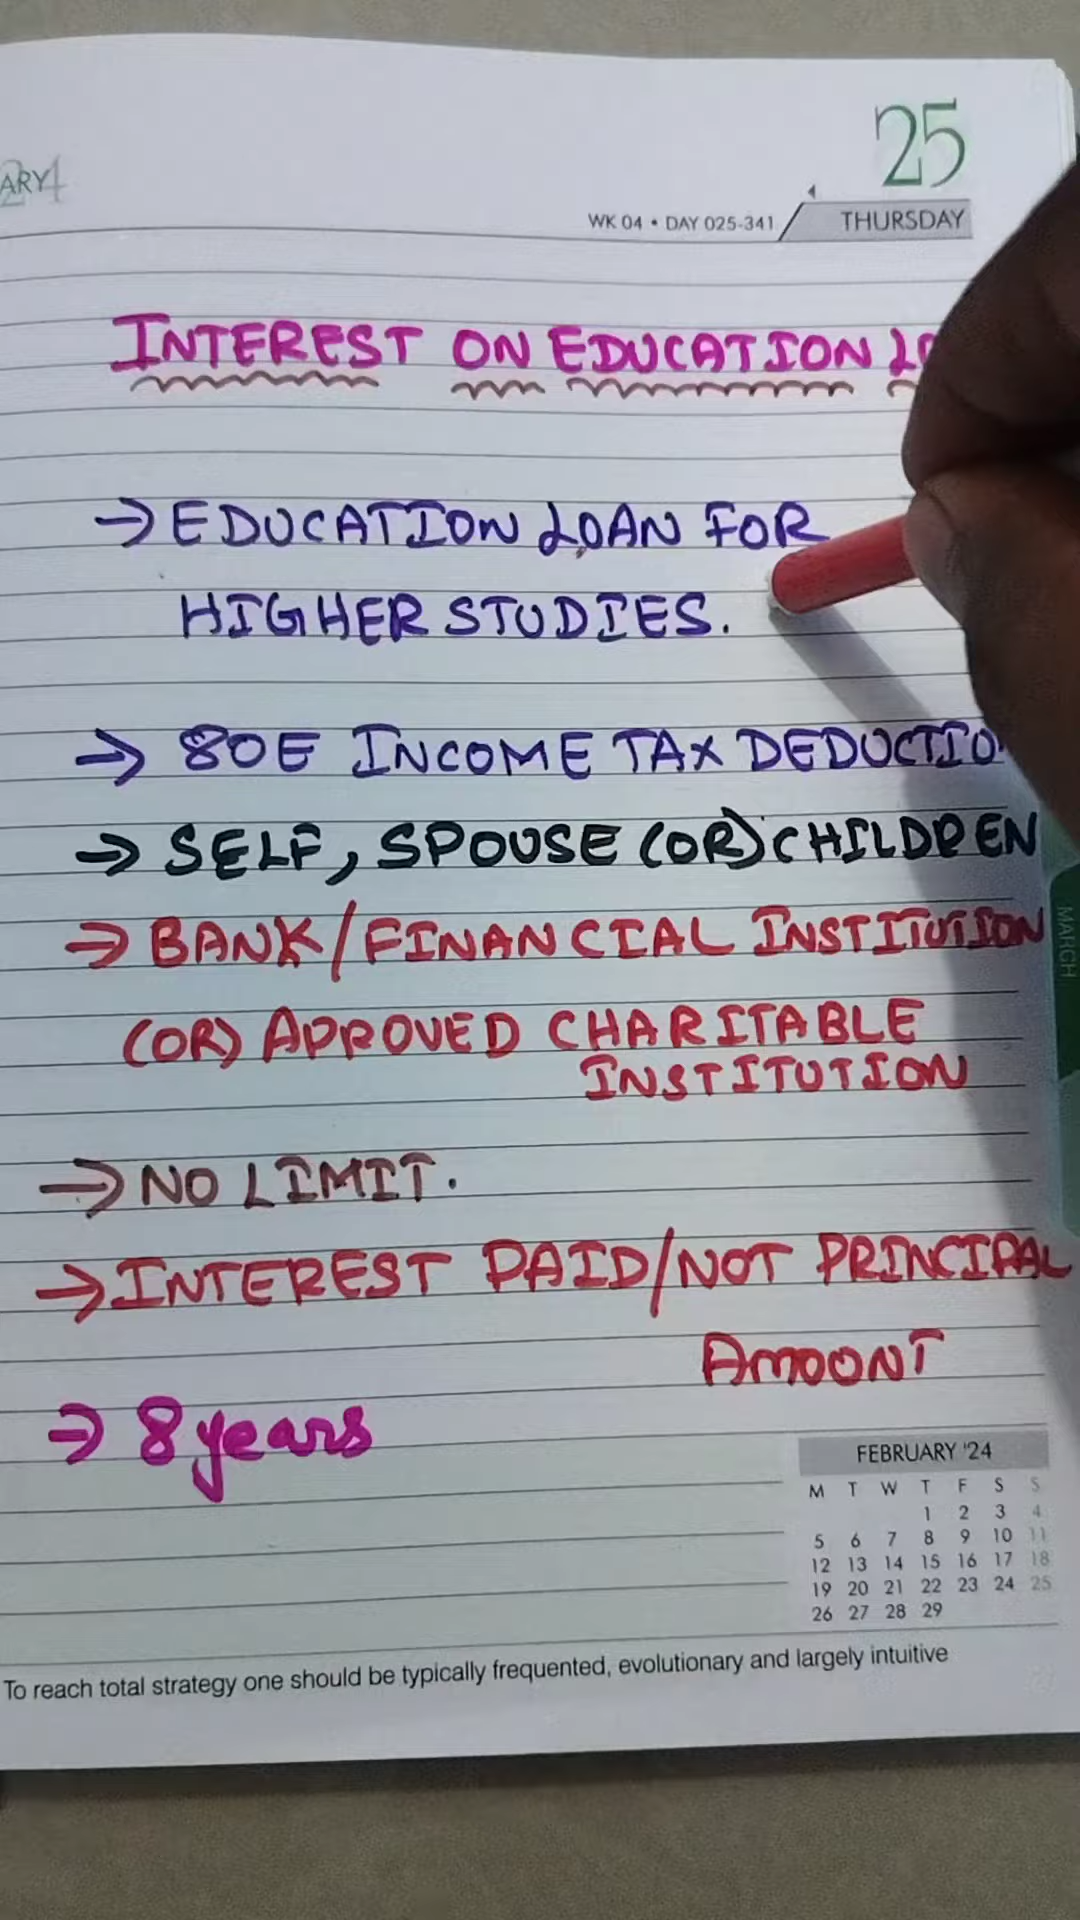 25
WK 04 • DAY 025-341
THURSDAY
INTEREST ON EDUCATION
→ EDUCATION LOAN FOR
HIGHER STUDIES.
→ 80E INCOME TAX DEDUCTIO
→ SELF, SPOUSE (OR) CHILDREN
→ BANK/FINANCIAL INSTITUTION
(OR) APPROVED CHARITABLE
INSTITUTION
→ NO LIMIT.
→ INTEREST PAID/NOT PRINCIPAL
AMOUNT
→ 8 years
MARCH
FEBRUARY '24
M T W T F S S
1 2 3 4
5 6 7 8 9 10 11
12 13 14 15 16 17 18
19 20 21 22 23 24 25
26 27 28 29
To reach total strategy one should be typically frequented, evolutionary and largely intuitive